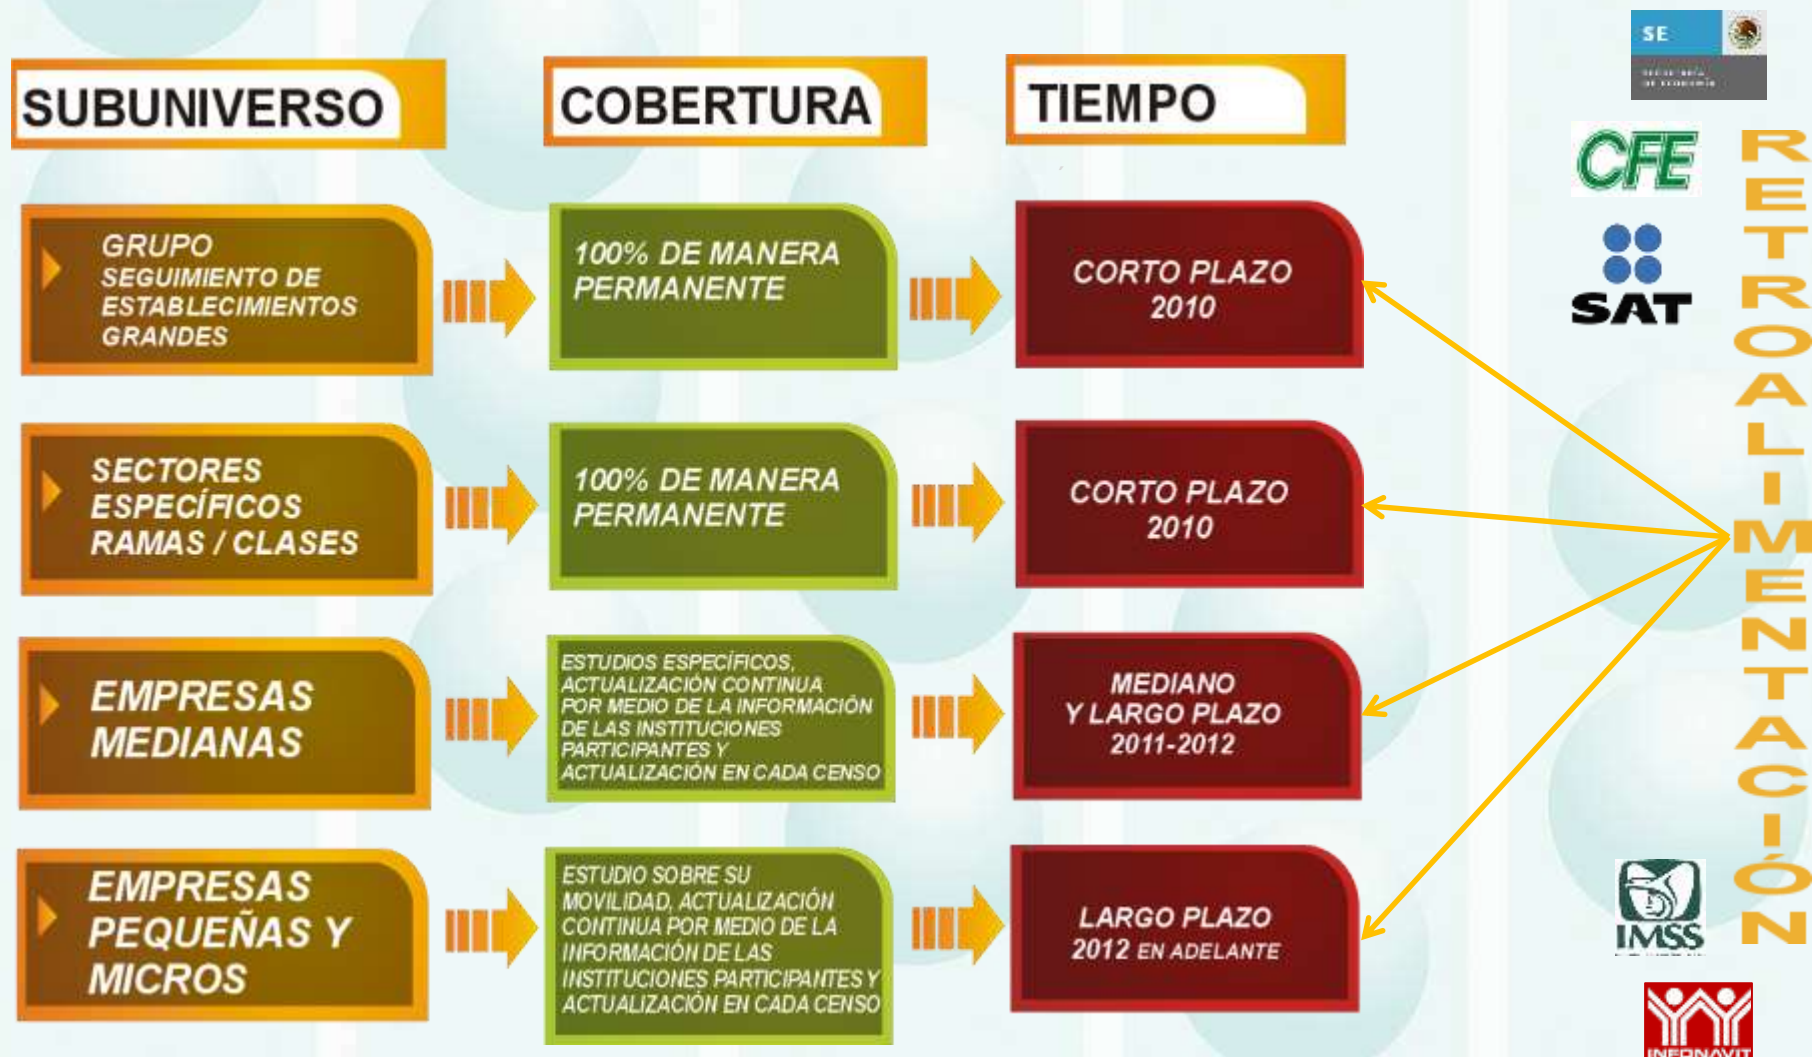 SUBUNIVERSO
COBERTURA
TIEMPO
GRUPO
SEGUIMIENTO DE
ESTABLECIMIENTOS
GRANDES
100% DE MANERA
PERMANENTE
CORTO PLAZO
2010
SECTORES
ESPECÍFICOS
RAMAS / CLASES
100% DE MANERA
PERMANENTE
CORTO PLAZO
2010
EMPRESAS
MEDIANAS
ESTUDIOS ESPECÍFICOS,
ACTUALIZACIÓN CONTINUA
POR MEDIO DE LA INFORMACIÓN
DE LAS INSTITUCIONES
PARTICIPANTES Y
ACTUALIZACIÓN EN CADA CENSO
MEDIANO
Y LARGO PLAZO
2011-2012
EMPRESAS
PEQUEÑAS Y
MICROS
ESTUDIO SOBRE SU
MOVILIDAD, ACTUALIZACIÓN
CONTINUA POR MEDIO DE LA
INFORMACIÓN DE LAS
INSTITUCIONES PARTICIPANTES Y
ACTUALIZACIÓN EN CADA CENSO
LARGO PLAZO
2012 EN ADELANTE
SE
SECRETARÍA
DE ECONOMÍA
CFE
SAT
RETROALIMENTACIÓN
IMSS
INFONAVIT